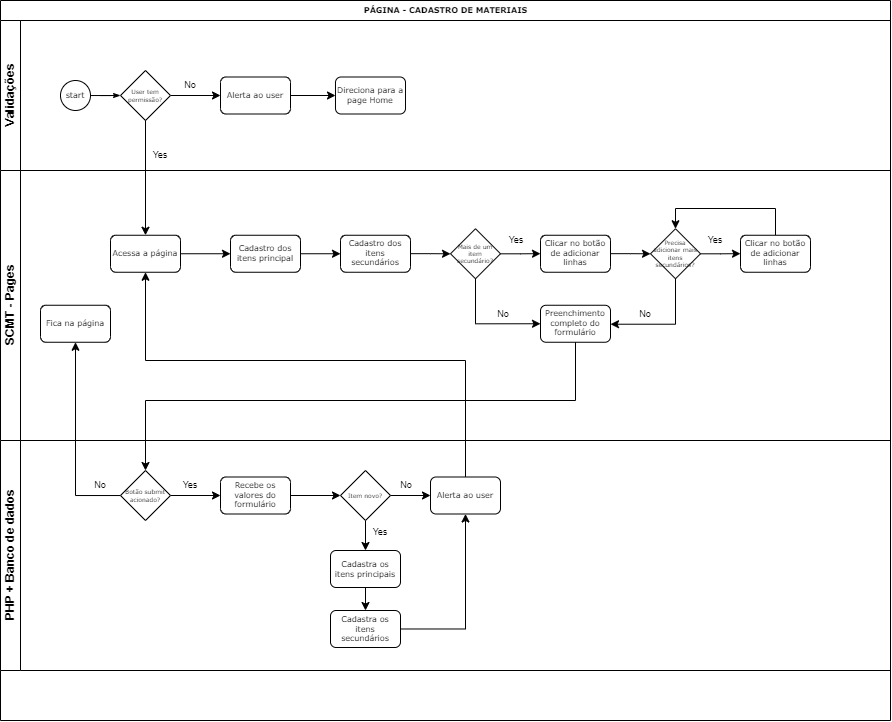 PÁGINA - CADASTRO DE MATERIAIS
Validações
start
User tem
permissão?
No
Alerta ao user
Direciona para a
page Home
Yes
SCMT - Pages
Acessa a página
Cadastro dos
itens principal
Cadastro dos
itens
secundários
Mais de um
item
secundário?
Yes
Clicar no botão
de adicionar
linhas
Precisa
adicionar mais
itens
secundários?
Yes
Clicar no botão
de adicionar
linhas
Fica na página
No
Preenchimento
completo do
formulário
No
PHP + Banco de dados
No
Botão submit
acionado?
Yes
Recebe os
valores do
formulário
Item novo?
No
Alerta ao user
Yes
Cadastra os
itens principais
Cadastra os
itens
secundários